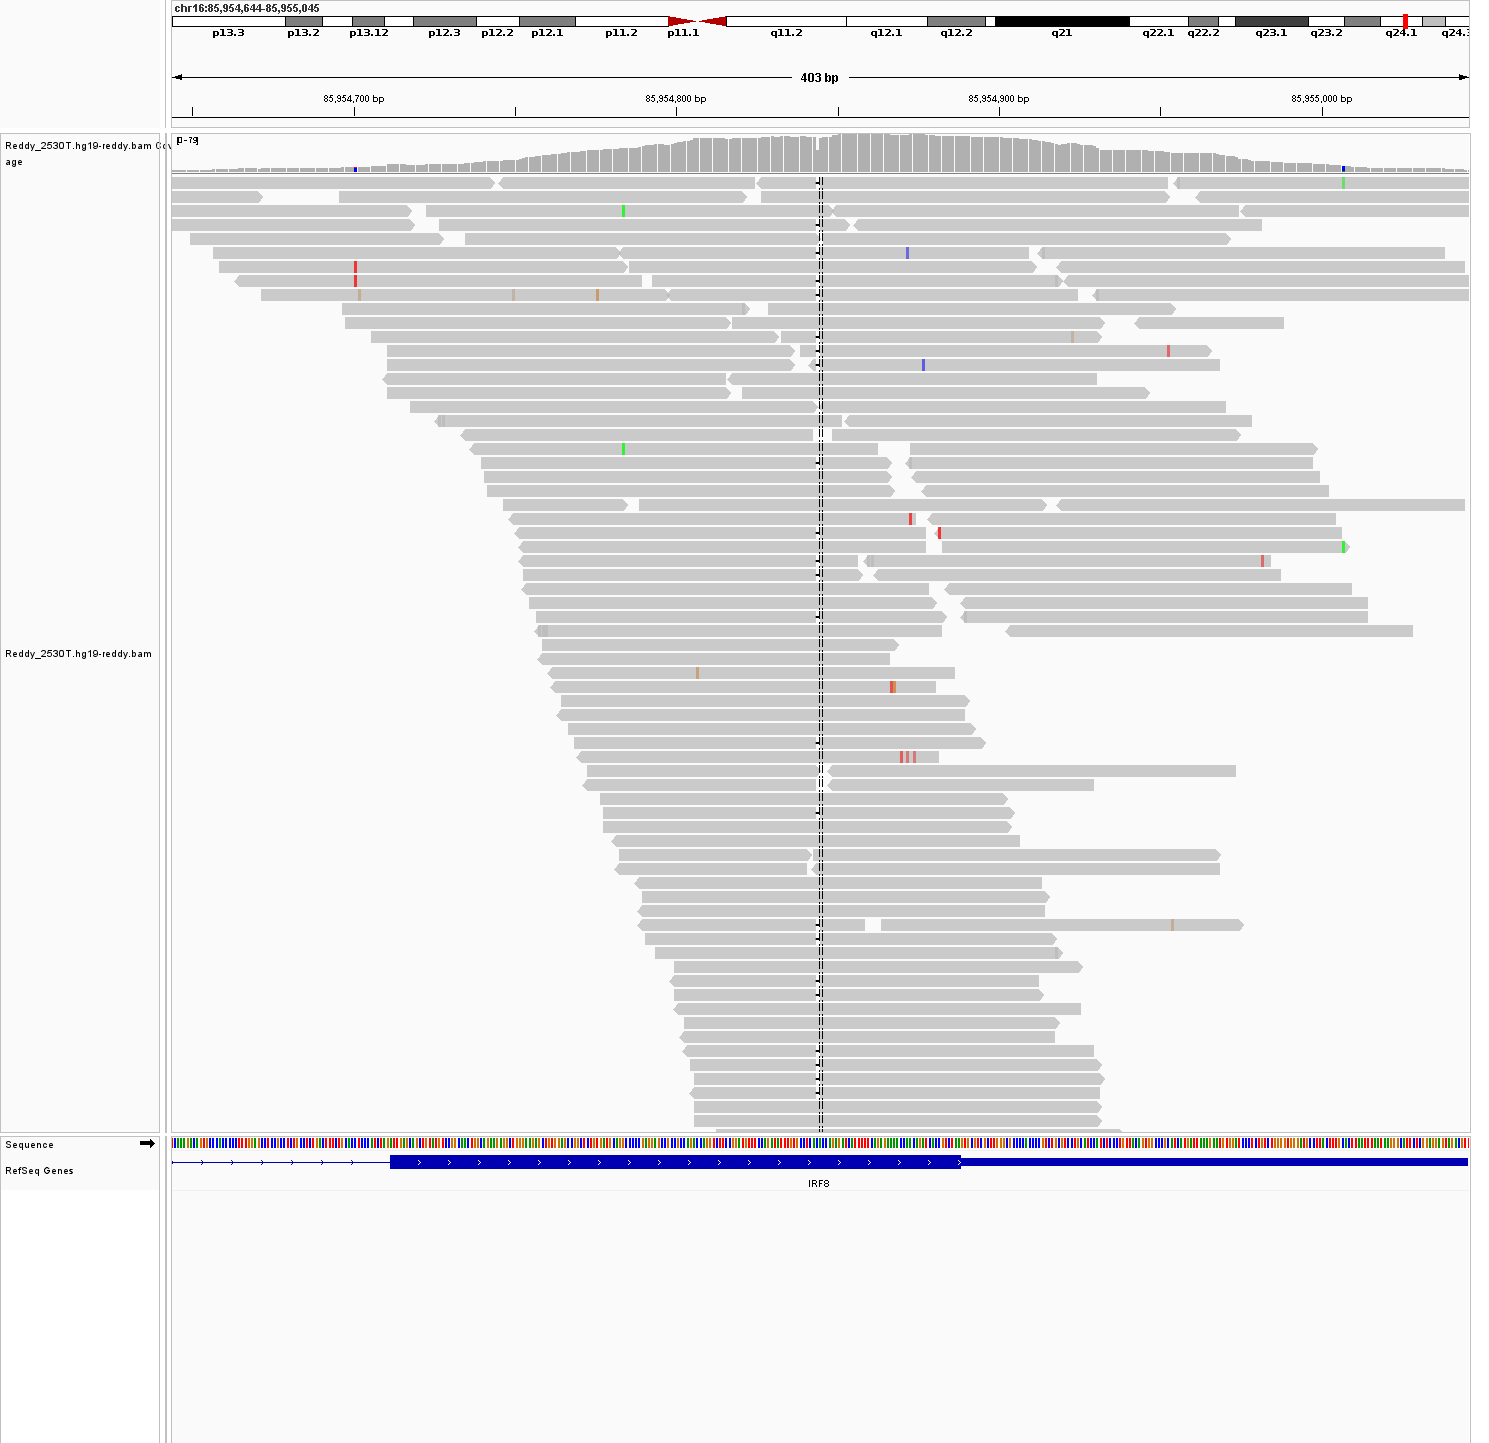 chr16:85,954,644-85,955,045
p13.3 p13.2 p13.12 p12.3 p12.2 p12.1 p11.2 p11.1 q11.2 q12.1 q12.2 q21 q22.1 q22.2 q23.1 q23.2 q24.1 q24.3
403 bp
85,954,700 bp 85,954,800 bp 85,954,900 bp 85,955,000 bp
[0-79]
Reddy_2530T.hg19-reddy.bam Cov
age
Reddy_2530T.hg19-reddy.bam
Sequence
RefSeq Genes
IRF8